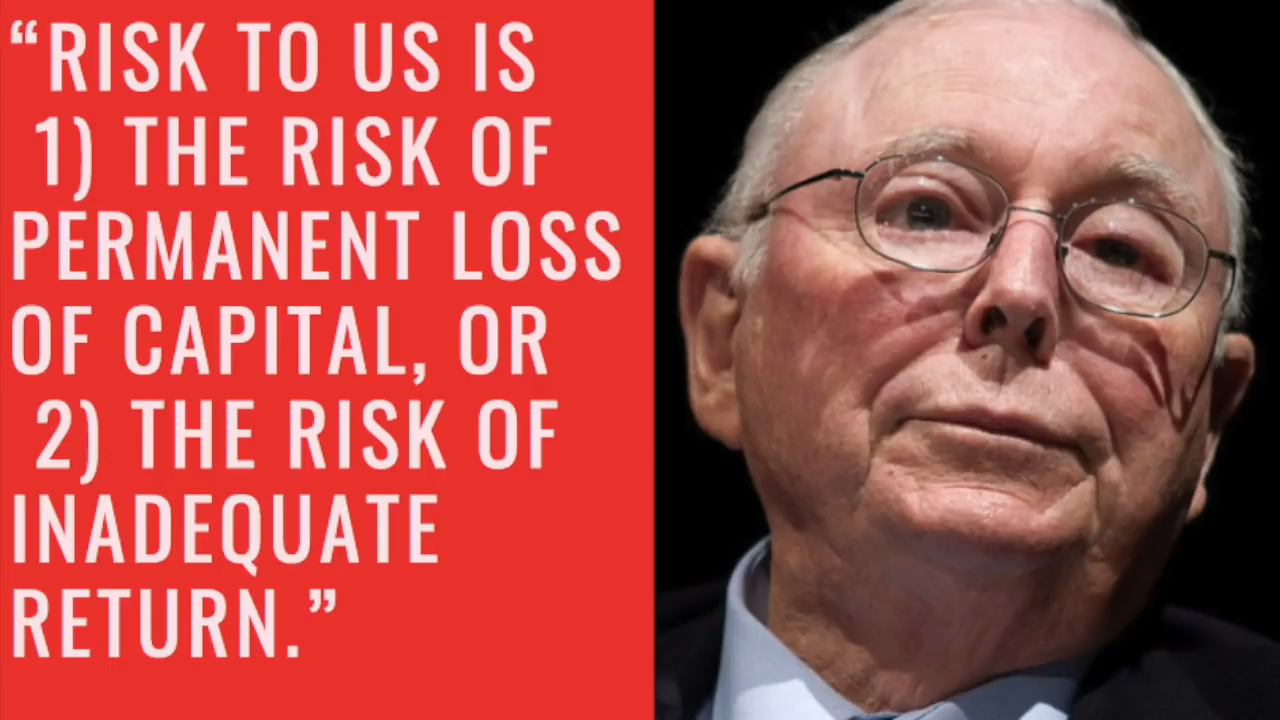 “RISK TO US IS
1) THE RISK OF
PERMANENT LOSS
OF CAPITAL, OR
2) THE RISK OF
INADEQUATE
RETURN.”